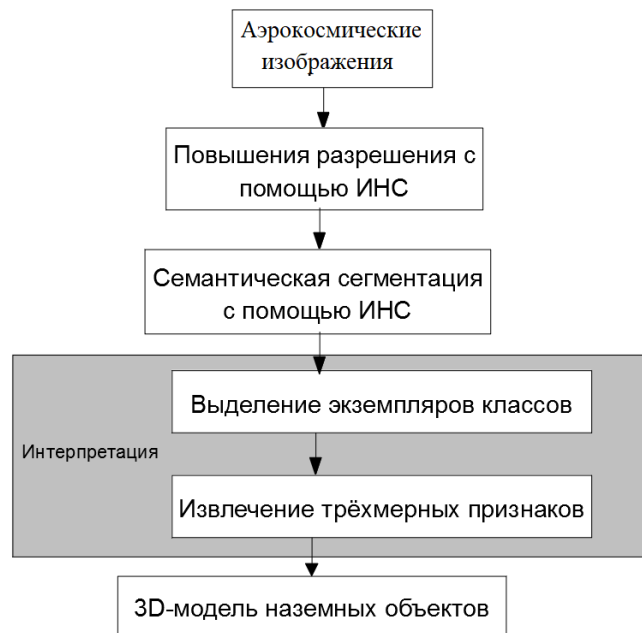 Аэрокосмические
изображения
Повышения разрешения с
помощью ИНС
Семантическая сегментация
с помощью ИНС
Выделение экземпляров классов
Интерпретация
Извлечение трёхмерных признаков
3D-модель наземных объектов